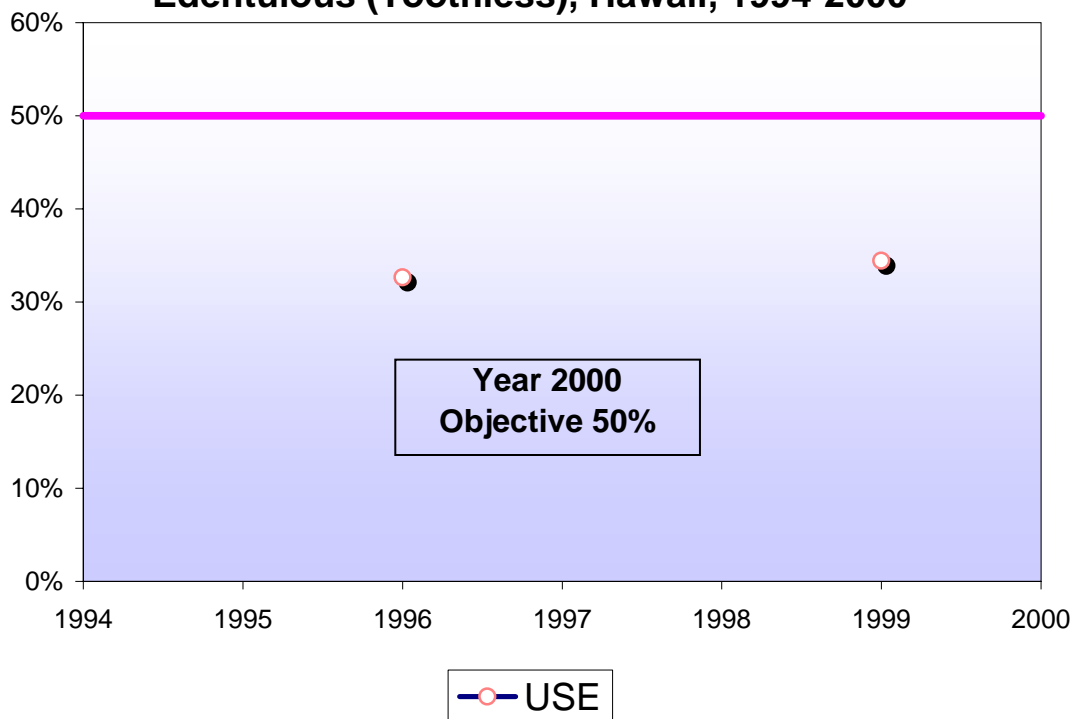 Edentulous (Toothless), Hawaii, 1994-2000
60%
50%
40%
30%
20%
10%
0%
Year 2000
Objective 50%
1994 1995 1996 1997 1998 1999 2000
USE